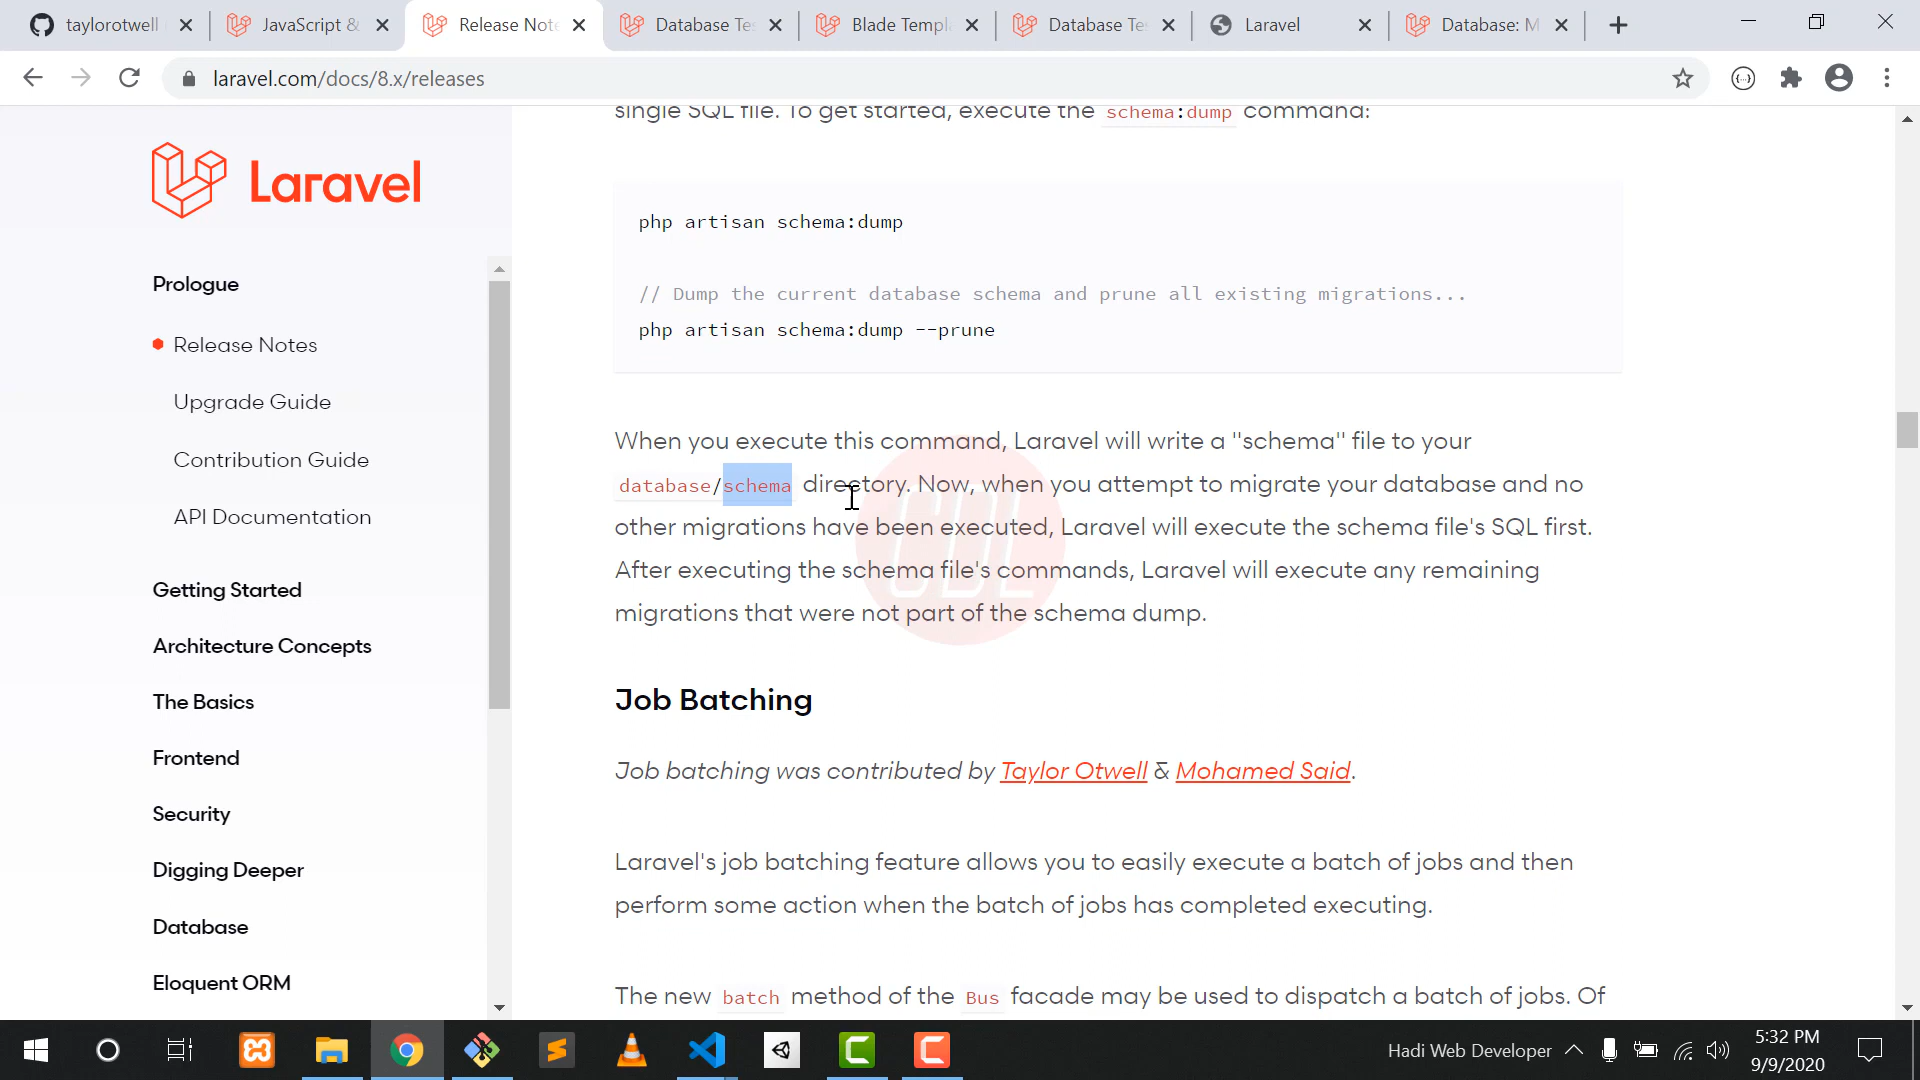 taylorotwell
JavaScript &
Release Note
Database Te
Blade Templ
Database Te
Laravel
Database: M
laravel.com/docs/8.x/releases
Laravel
Prologue
Release Notes
Upgrade Guide
Contribution Guide
API Documentation
Getting Started
Architecture Concepts
The Basics
Frontend
Security
Digging Deeper
Database
Eloquent ORM
single SQL file. To get started, execute the schema:dump command:
php artisan schema:dump
// Dump the current database schema and prune all existing migrations...
php artisan schema:dump --prune
When you execute this command, Laravel will write a "schema" file to your
database/schema directory. Now, when you attempt to migrate your database and no
other migrations have been executed, Laravel will execute the schema file's SQL first.
After executing the schema file's commands, Laravel will execute any remaining
migrations that were not part of the schema dump.
CDL
Job Batching
Job batching was contributed by Taylor Otwell & Mohamed Said.
Laravel's job batching feature allows you to easily execute a batch of jobs and then
perform some action when the batch of jobs has completed executing.
The new batch method of the Bus facade may be used to dispatch a batch of jobs. Of
Hadi Web Developer
5:32 PM
9/9/2020